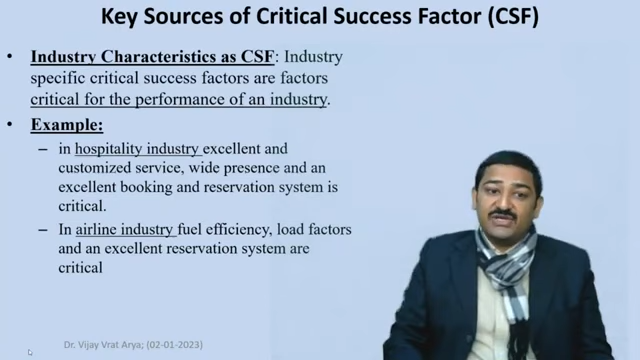 Key Sources of Critical Success Factor (CSF)
• Industry Characteristics as CSF: Industry
specific critical success factors are factors
critical for the performance of an industry.
• Example:
– in hospitality industry excellent and
customized service, wide presence and an
excellent booking and reservation system is
critical.
– In airline industry fuel efficiency, load factors
and an excellent reservation system are
critical
Dr. Vijay Vrat Arya; (02-01-2023)